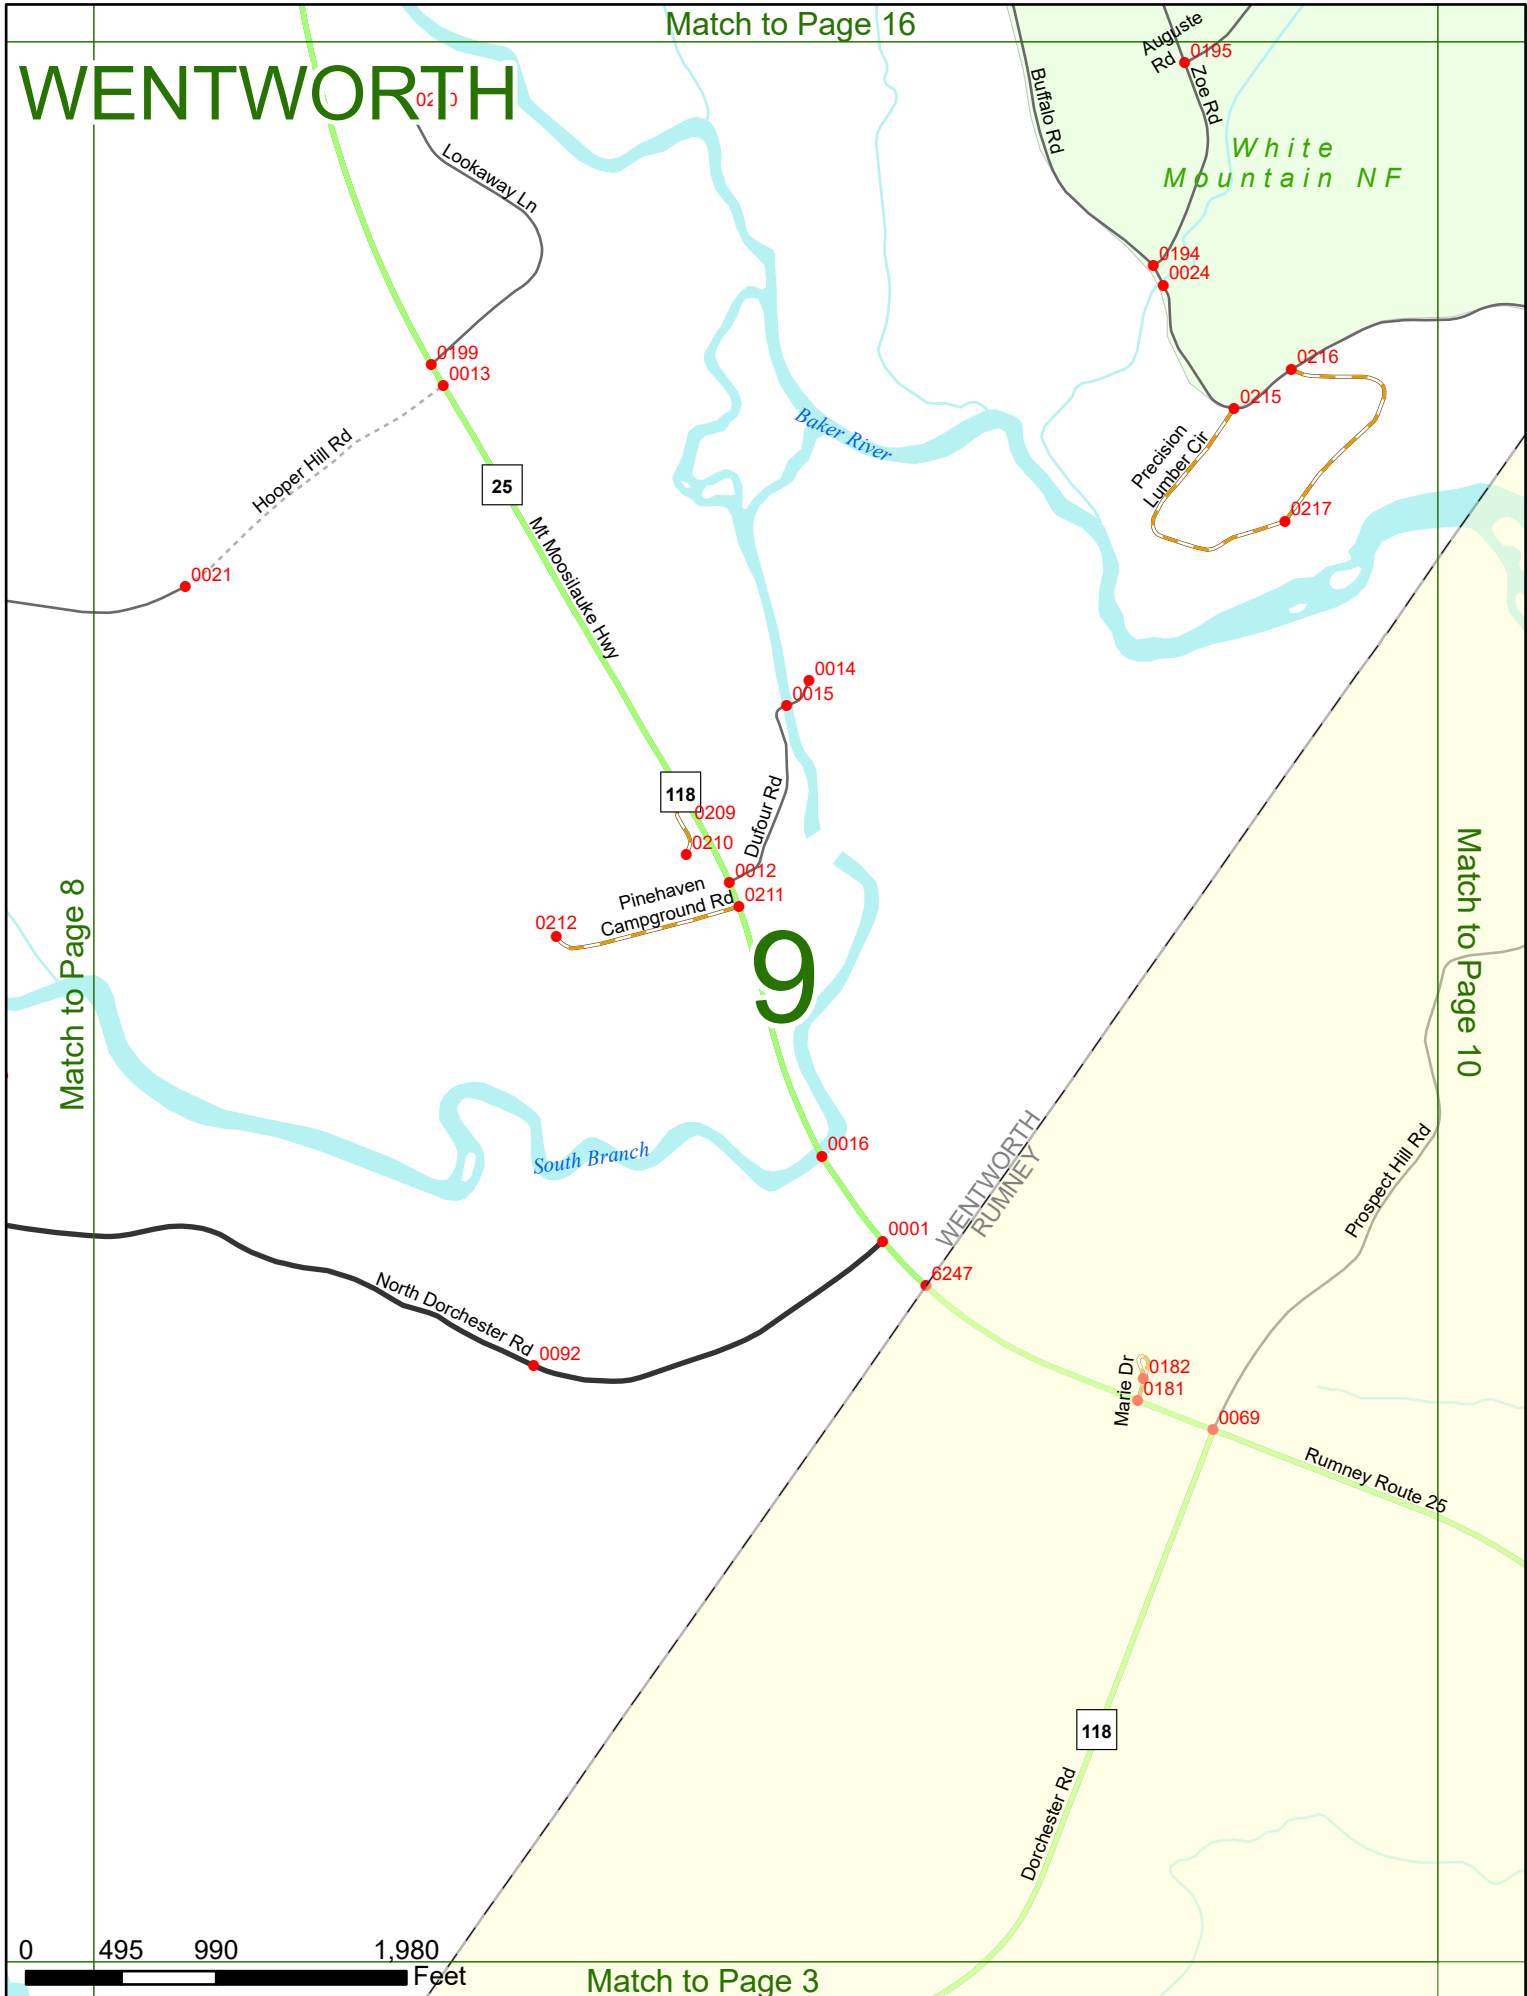 Match to Page 16
WENTWORTH
Auguste
Rd
0195
Zoe Rd
Buffalo Rd
White
Mountain NF
Lookaway Ln
0194
0024
0199
0013
0216
0215
Baker River
Precision
Lumber Cir
Hooper Hill Rd
25
0217
Mt Moosilauke Hwy
0021
0014
0015
118
0209
Dufour Rd
0210
0012
Pinehaven
Campground Rd
0211
0212
9
Match to Page 8
Match to Page 10
South Branch
0016
WENTWORTH
RUMNEY
Prospect Hill Rd
0001
6247
North Dorchester Rd
0092
Marie Dr
0182
0181
0069
Rumney Route 25
118
Dorchester Rd
0 495 990 1,980
Feet
Match to Page 3